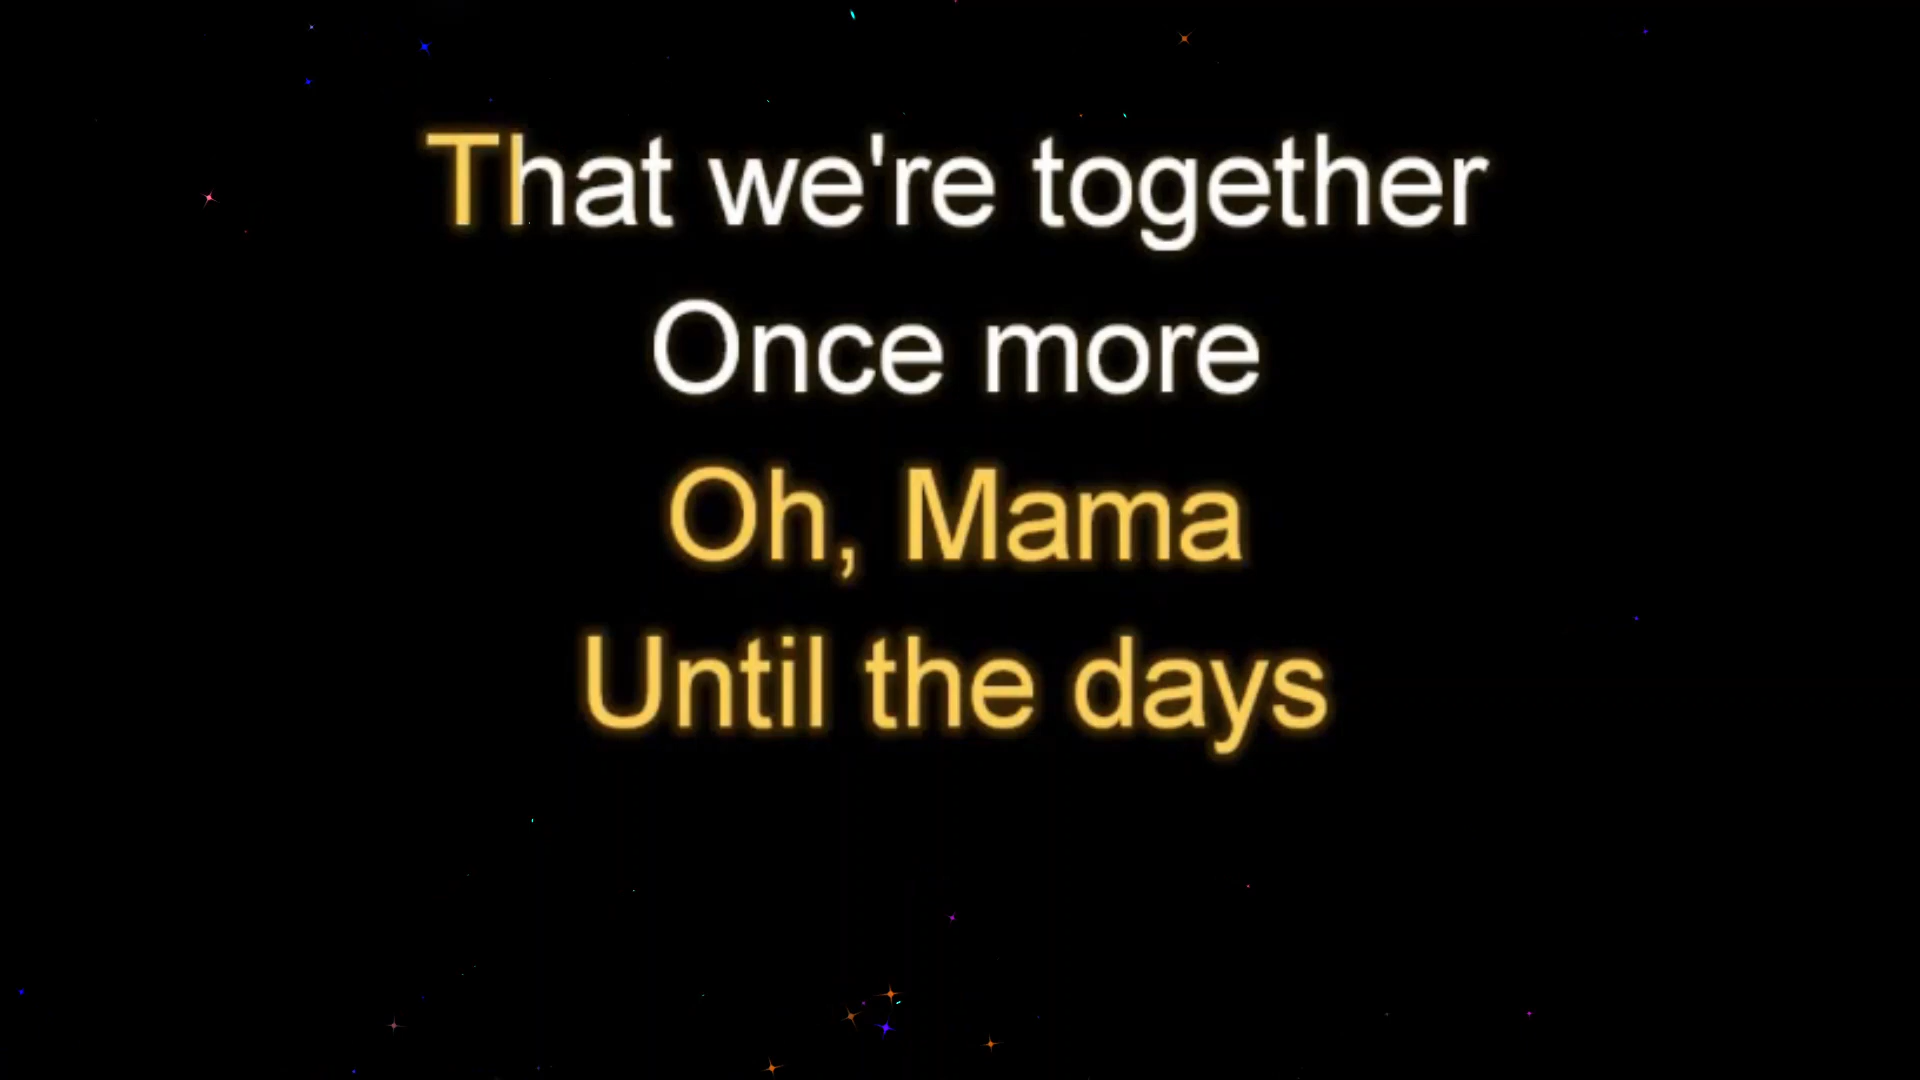 That we're together
Once more
Oh, Mama
Until the days